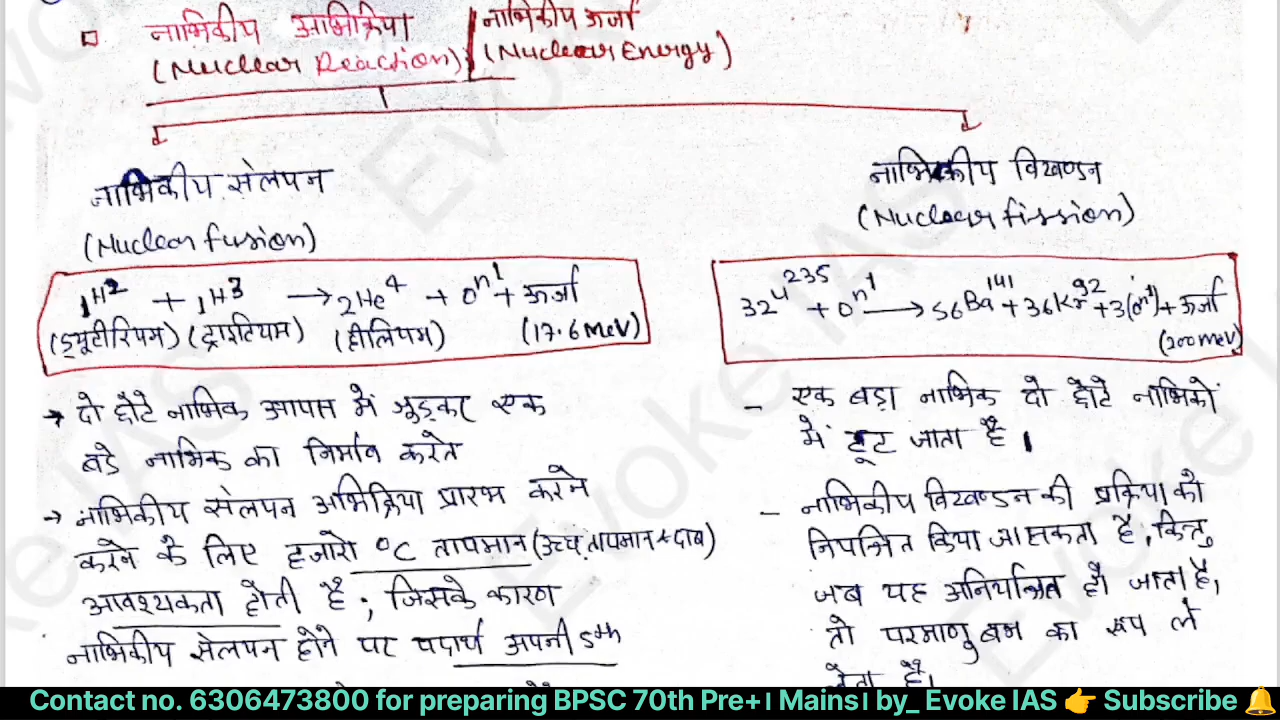 नाभिकीय अभिक्रिया | नाभिकीय ऊर्जा
(Nuclear Reaction) | (Nuclear Energy)
नाभिकीय संलयन
(Nuclear fusion)
₁H² + ₁H³ → ₂He⁴ + ₀n¹ + ऊर्जा
(ड्यूटीरियम) (ट्राइटियम) (हीलियम) (17.6 MeV)
→ दो छोटे नाभिक आपस में जुड़कर एक
बडे नाभिक का निर्माण करते
→ नाभिकीय संलयन अभिक्रिया प्रारम्भ करने
करने के लिए हजारो °C तापमान (उच्च तापमान + दाब)
आवश्यकता होती है ; जिसके कारण
नाभिकीय संलयन होने पर पदार्थ अपनी 5th
नाभिकीय विखण्डन
(Nuclear fission)
₃₂U²³⁵ + ₀n¹ → ₅₆Ba¹⁴¹ + ₃₆Kr⁹² + 3(₀n¹) + ऊर्जा
(200 MeV)
- एक बड़ा नाभिक दो छोटे नाभिकों
में टूट जाता है ।
- नाभिकीय विखण्डन की प्रक्रिया को
नियन्त्रित किया जा सकता है, किन्तु
जब यह अनियन्त्रित हो जाता है,
तो परमाणु बम का रूप ले
लेता है।
Evoke IAS
Contact no. 6306473800 for preparing BPSC 70th Pre+। Mains। by_ Evoke IAS 👉 Subscribe 🔔